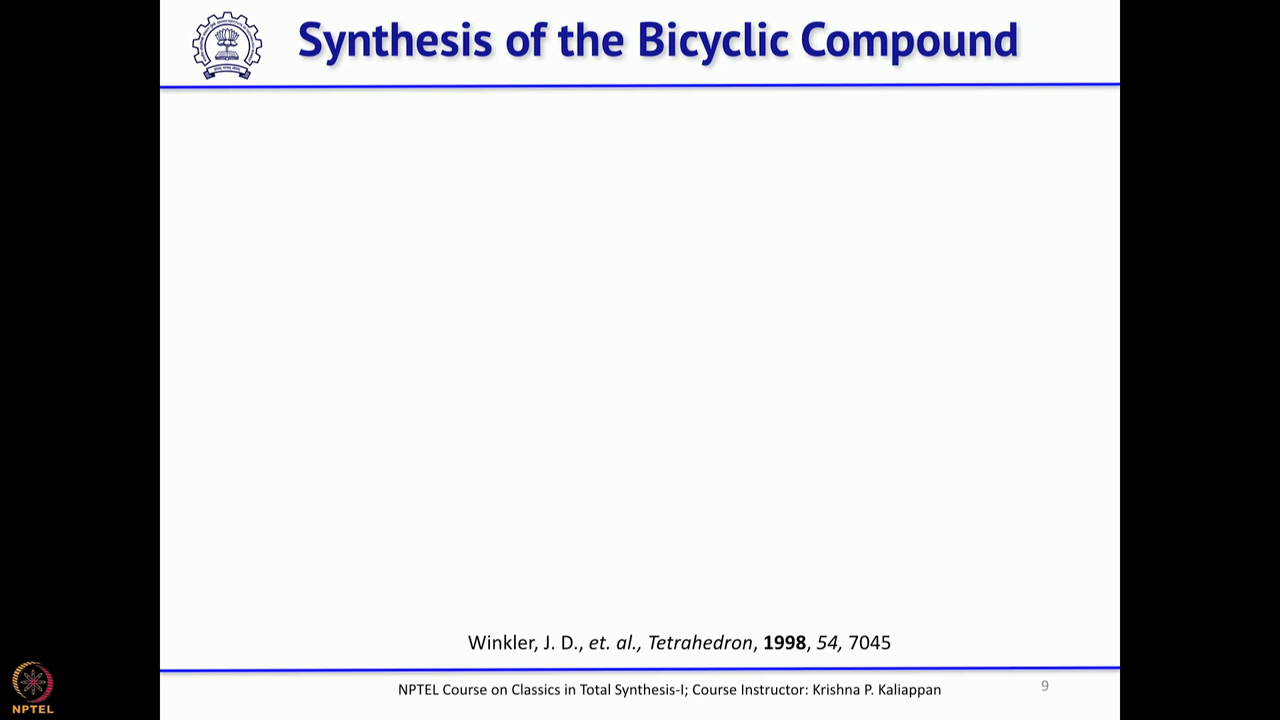 Synthesis of the Bicyclic Compound
Winkler, J. D., et. al., Tetrahedron, 1998, 54, 7045
NPTEL Course on Classics in Total Synthesis-I; Course Instructor: Krishna P. Kaliappan
9
NPTEL